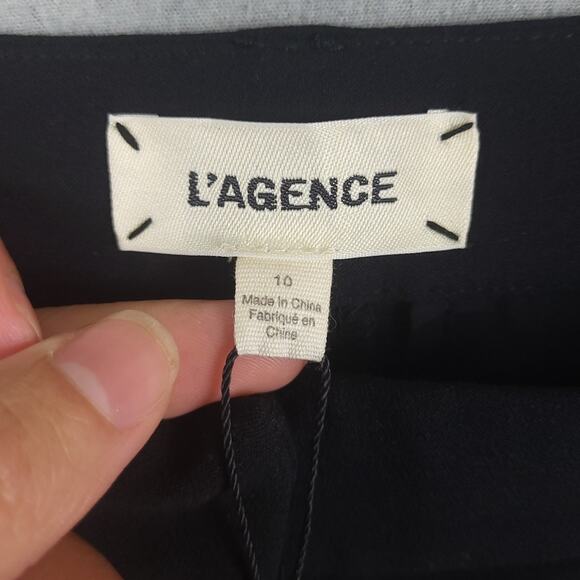 L'AGENCE
10
Made in China
Fabriqué en
Chine